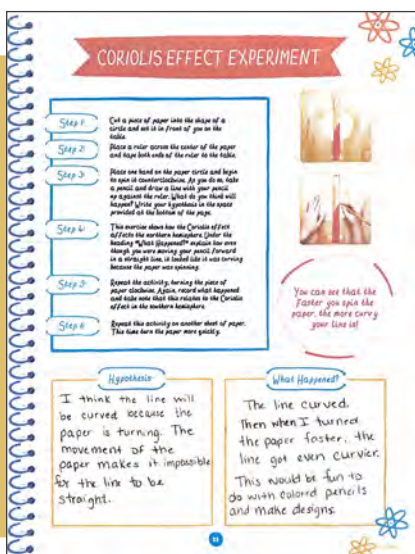 CORIOLIS EFFECT EXPERIMENT
Step 1
Cut a piece of paper into the shape of a
circle and set it in front of you on the
table.
Step 2
Place a ruler across the center of the paper
and tape both ends of the ruler to the table.
Step 3
Place one hand on the paper circle and begin
to spin it counterclockwise. As you do so, take
a pencil and draw a line with your pencil
up against the ruler. What do you think will
happen? Write your hypothesis in the space
provided at the bottom of the page.
Step 4
This exercise shows how the Coriolis effect
affects the northern hemisphere. Under the
heading "What Happened?" explain how even
though you were moving your pencil forward
in a straight line, it looked like it was turning
because the paper was spinning.
Step 5
Repeat the activity, turning the piece of
paper clockwise. Again, record what happened
and take note that this relates to the Coriolis
effect in the southern hemisphere.
Step 6
Repeat this activity on another sheet of paper.
This time turn the paper more quickly.
You can see that the
faster you spin the
paper, the more curvy
your line is!
Hypothesis
I think the line will
be curved because the
paper is turning. The
movement of the
paper makes it impossible
for the line to be
straight.
What Happened?
The line curved.
Then when I turned
the paper faster, the
line got even curvier.
This would be fun to
do with colored pencils
and make designs.